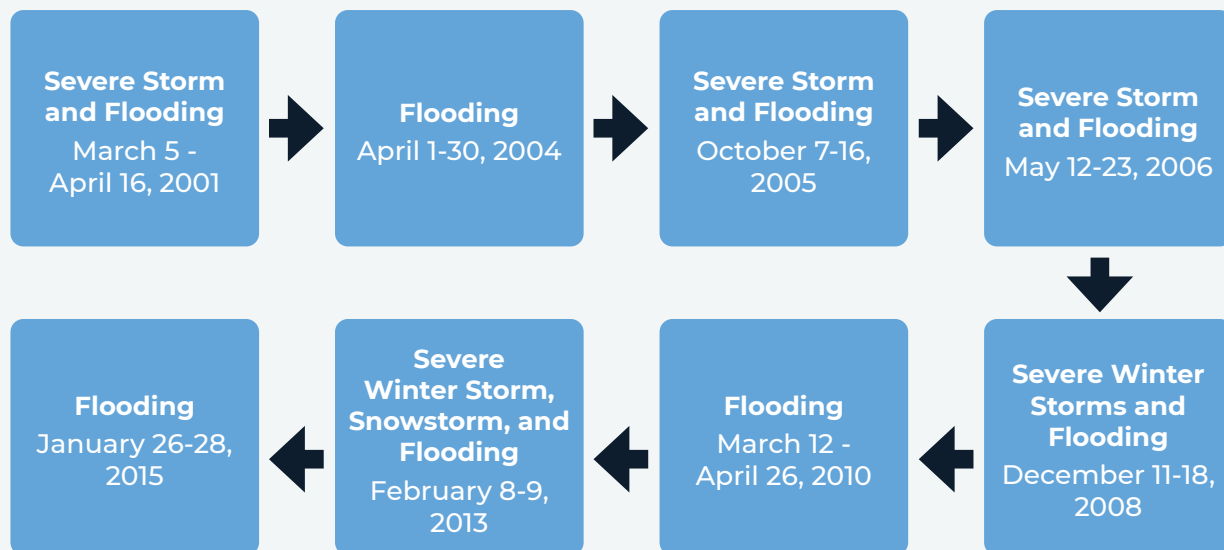 Severe Storm
and Flooding
March 5 -
April 16, 2001
Flooding
April 1-30, 2004
Severe Storm
and Flooding
October 7-16,
2005
Severe Storm
and Flooding
May 12-23, 2006
Severe Winter
Storms and
Flooding
December 11-18,
2008
Flooding
March 12 -
April 26, 2010
Severe
Winter Storm,
Snowstorm, and
Flooding
February 8-9,
2013
Flooding
January 26-28,
2015